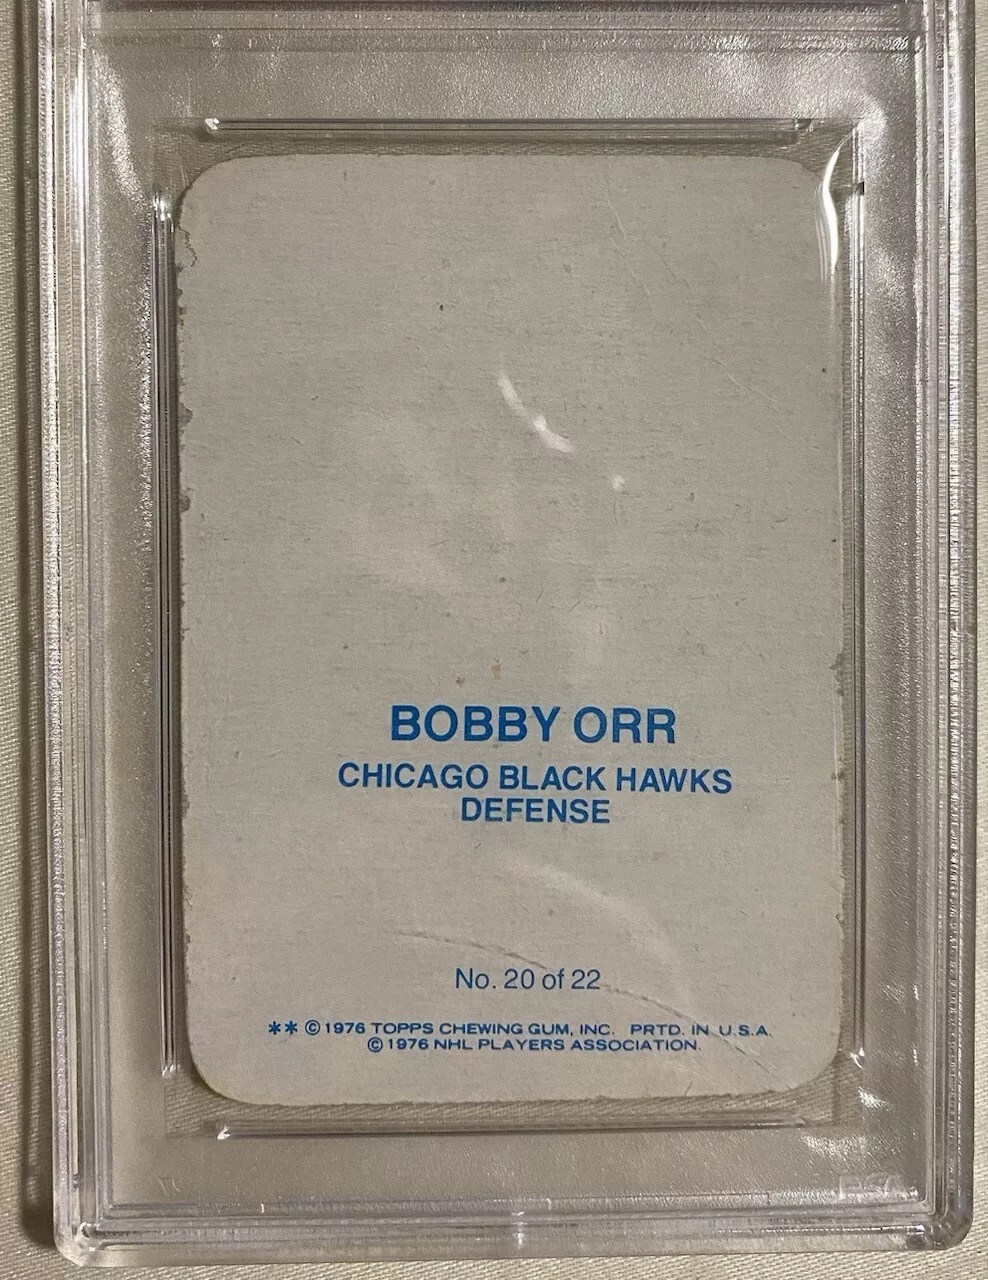 BOBBY ORR
CHICAGO BLACK HAWKS
DEFENSE
No. 20 of 22
** © 1976 TOPPS CHEWING GUM, INC. PRTD. IN U.S.A.
© 1976 NHL PLAYERS ASSOCIATION.
PSA